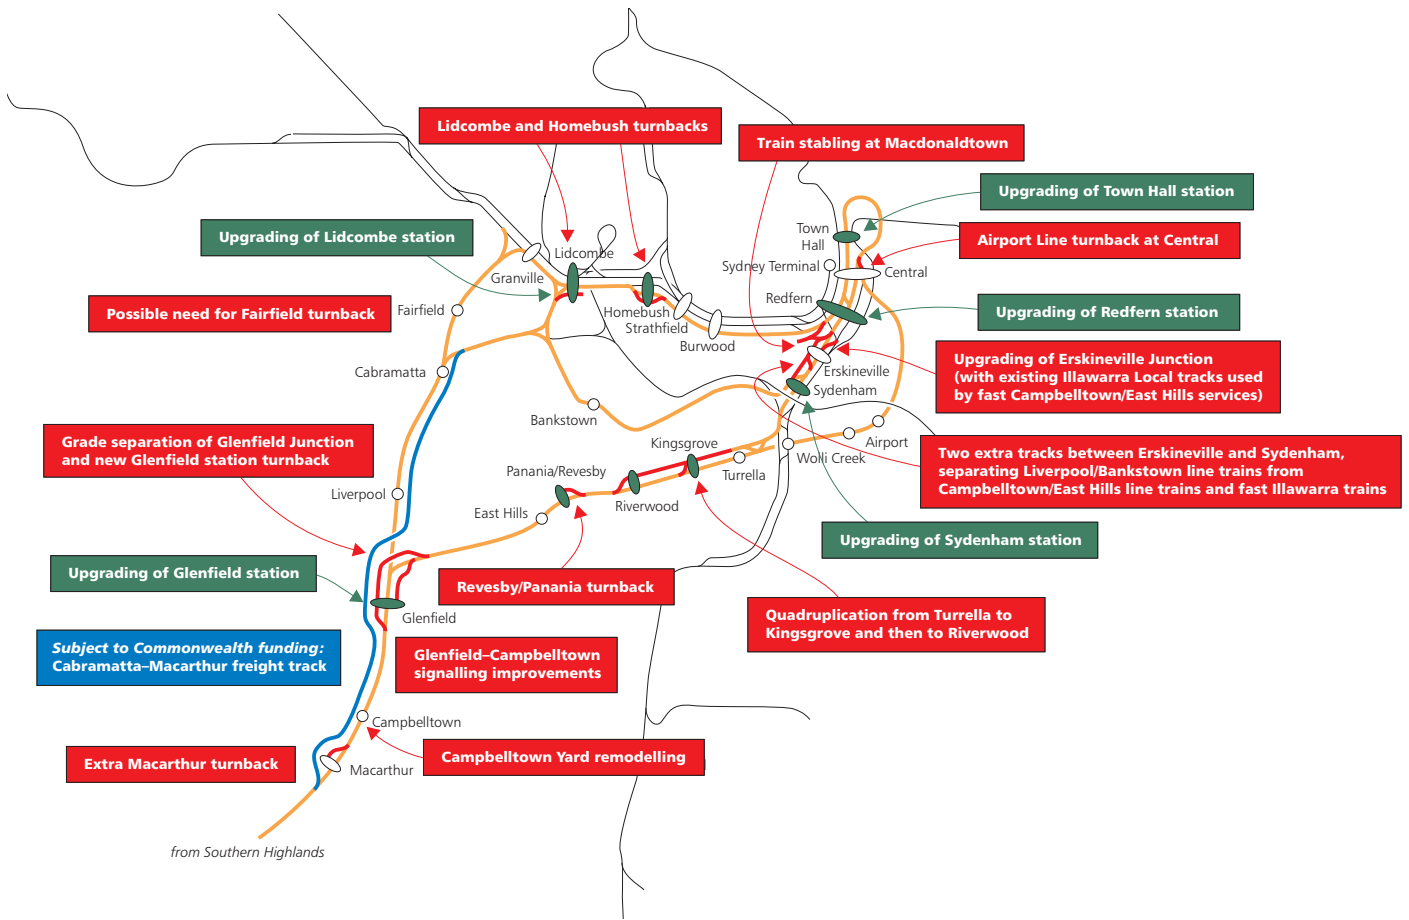 Lidcombe and Homebush turnbacks
Train stabling at Macdonaldtown
Upgrading of Town Hall station
Upgrading of Lidcombe station
Town
Hall
Airport Line turnback at Central
Lidcombe
Sydney Terminal
Central
Granville
Possible need for Fairfield turnback
Fairfield
Homebush
Redfern
Upgrading of Redfern station
Strathfield
Burwood
Upgrading of Erskineville Junction
(with existing Illawarra Local tracks used
by fast Campbelltown/East Hills services)
Cabramatta
Erskineville
Sydenham
Bankstown
Grade separation of Glenfield Junction
and new Glenfield station turnback
Kingsgrove
Airport
Wolli Creek
Two extra tracks between Erskineville and Sydenham,
separating Liverpool/Bankstown line trains from
Campbelltown/East Hills line trains and fast Illawarra trains
Panania/Revesby
Turrella
Liverpool
Riverwood
East Hills
Upgrading of Sydenham station
Upgrading of Glenfield station
Revesby/Panania turnback
Glenfield
Quadruplication from Turrella to
Kingsgrove and then to Riverwood
Subject to Commonwealth funding:
Cabramatta–Macarthur freight track
Glenfield–Campbelltown
signalling improvements
Campbelltown
Extra Macarthur turnback
Macarthur
Campbelltown Yard remodelling
from Southern Highlands